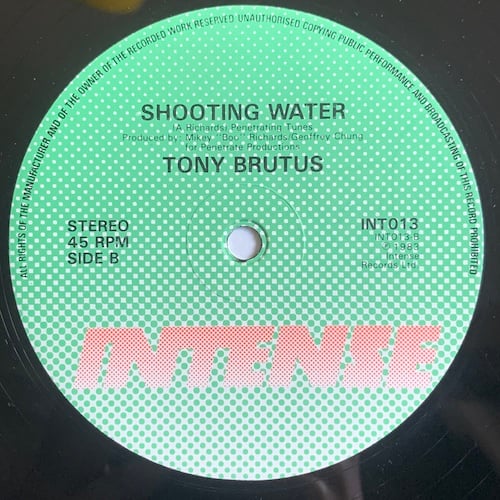 ALL RIGHTS OF THE MANUFACTURER AND OF THE OWNER OF THE RECORDED WORK RESERVED. UNAUTHORISED COPYING PUBLIC PERFORMANCE AND BROADCASTING OF THIS RECORD PROHIBITED
SHOOTING WATER
(A Richards) Penetrating Tunes
Produced by: Mikey "Boo" Richards/Geoffroy Chung
for Penetrate Productions
TONY BRUTUS
STEREO
45 RPM
SIDE B
INT013
INT013-B
℗ 1983
Intense
Records Ltd.
INTENSE